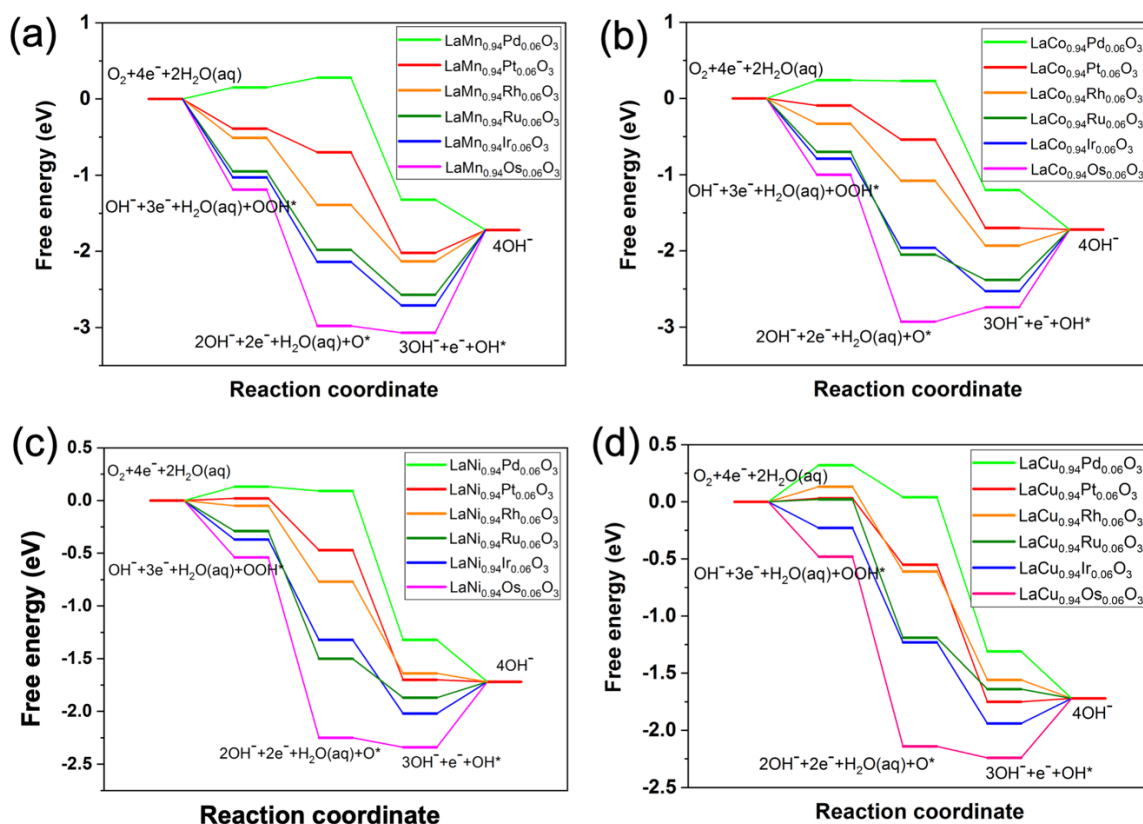 (a)
1
0
-1
-2
-3
Free energy (eV)
Reaction coordinate
O₂+4e⁻+2H₂O(aq)
OH⁻+3e⁻+H₂O(aq)+OOH*
2OH⁻+2e⁻+H₂O(aq)+O*
3OH⁻+e⁻+OH*
4OH⁻
LaMn₀.₉₄Pd₀.₀₆O₃
LaMn₀.₉₄Pt₀.₀₆O₃
LaMn₀.₉₄Rh₀.₀₆O₃
LaMn₀.₉₄Ru₀.₀₆O₃
LaMn₀.₉₄Ir₀.₀₆O₃
LaMn₀.₉₄Os₀.₀₆O₃
(b)
1
0
-1
-2
-3
Free energy (eV)
Reaction coordinate
O₂+4e⁻+2H₂O(aq)
OH⁻+3e⁻+H₂O(aq)+OOH*
2OH⁻+2e⁻+H₂O(aq)+O*
3OH⁻+e⁻+OH*
4OH⁻
LaCo₀.₉₄Pd₀.₀₆O₃
LaCo₀.₉₄Pt₀.₀₆O₃
LaCo₀.₉₄Rh₀.₀₆O₃
LaCo₀.₉₄Ru₀.₀₆O₃
LaCo₀.₉₄Ir₀.₀₆O₃
LaCo₀.₉₄Os₀.₀₆O₃
(c)
0.5
0.0
-0.5
-1.0
-1.5
-2.0
-2.5
Free energy (eV)
Reaction coordinate
O₂+4e⁻+2H₂O(aq)
OH⁻+3e⁻+H₂O(aq)+OOH*
2OH⁻+2e⁻+H₂O(aq)+O*
3OH⁻+e⁻+OH*
4OH⁻
LaNi₀.₉₄Pd₀.₀₆O₃
LaNi₀.₉₄Pt₀.₀₆O₃
LaNi₀.₉₄Rh₀.₀₆O₃
LaNi₀.₉₄Ru₀.₀₆O₃
LaNi₀.₉₄Ir₀.₀₆O₃
LaNi₀.₉₄Os₀.₀₆O₃
(d)
0.5
0.0
-0.5
-1.0
-1.5
-2.0
-2.5
Free energy (eV)
Reaction coordinate
O₂+4e⁻+2H₂O(aq)
OH⁻+3e⁻+H₂O(aq)+OOH*
2OH⁻+2e⁻+H₂O(aq)+O*
3OH⁻+e⁻+OH*
4OH⁻
LaCu₀.₉₄Pd₀.₀₆O₃
LaCu₀.₉₄Pt₀.₀₆O₃
LaCu₀.₉₄Rh₀.₀₆O₃
LaCu₀.₉₄Ru₀.₀₆O₃
LaCu₀.₉₄Ir₀.₀₆O₃
LaCu₀.₉₄Os₀.₀₆O₃